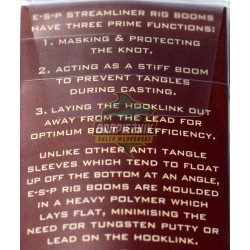 E·S·P STREAMLINER RIG BOOMS
HAVE THREE PRIME FUNCTIONS:
1. MASKING & PROTECTING
THE KNOT.
2. ACTING AS A STIFF BOOM
TO PREVENT TANGLES
DURING CASTING.
3. LAYING THE HOOKLINK OUT
AWAY FROM THE LEAD FOR
OPTIMUM BOLT RIG EFFICIENCY.
UNLIKE OTHER ANTI TANGLE
SLEEVES WHICH TEND TO FLOAT
UP OFF THE BOTTOM AT AN ANGLE,
E-S-P RIG BOOMS ARE MOULDED
IN A HEAVY POLYMER WHICH
LAYS FLAT, MINIMISING THE
NEED FOR TUNGSTEN PUTTY OR
LEAD ON THE HOOKLINK.